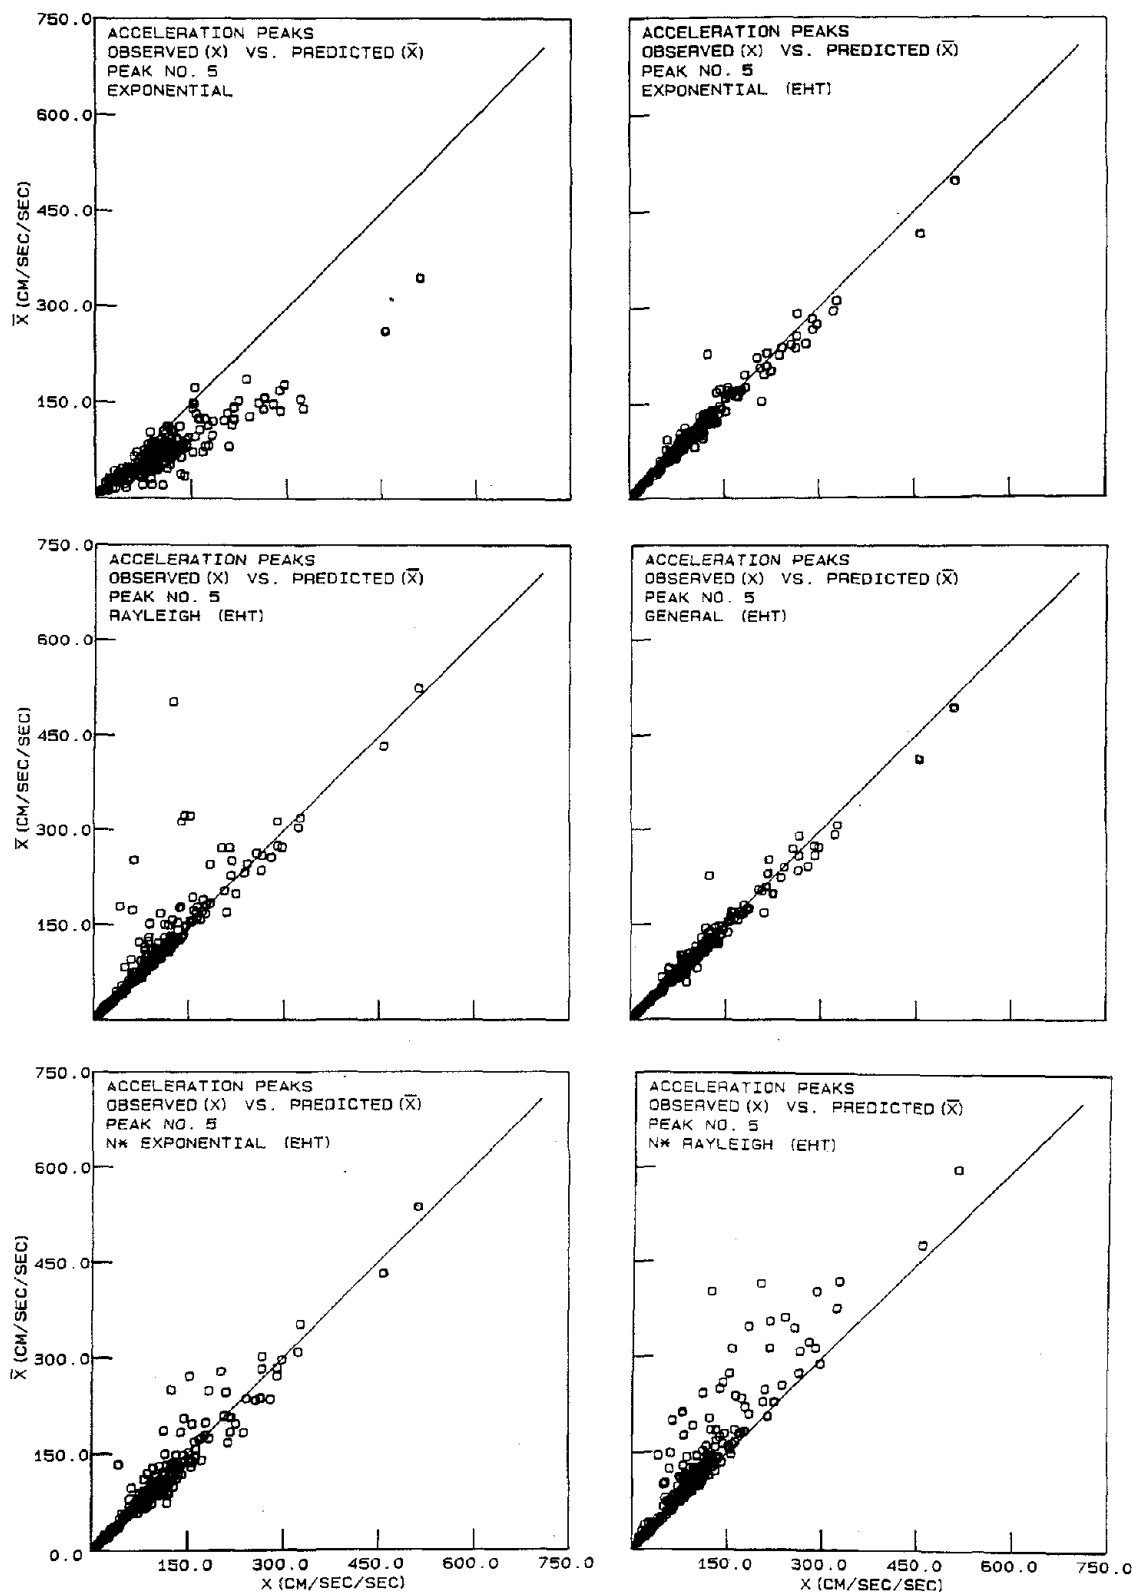 750.0
ACCELERATION PEAKS
OBSERVED (X) VS. PREDICTED (X̅)
PEAK NO. 5
EXPONENTIAL
600.0
450.0
300.0
150.0
X̅ (CM/SEC/SEC)
ACCELERATION PEAKS
OBSERVED (X) VS. PREDICTED (X̅)
PEAK NO. 5
EXPONENTIAL (EHT)
750.0
ACCELERATION PEAKS
OBSERVED (X) VS. PREDICTED (X̅)
PEAK NO. 5
RAYLEIGH (EHT)
600.0
450.0
300.0
150.0
X̅ (CM/SEC/SEC)
ACCELERATION PEAKS
OBSERVED (X) VS. PREDICTED (X̅)
PEAK NO. 5
GENERAL (EHT)
750.0
ACCELERATION PEAKS
OBSERVED (X) VS. PREDICTED (X̅)
PEAK NO. 5
N* EXPONENTIAL (EHT)
600.0
450.0
300.0
150.0
0.0
X̅ (CM/SEC/SEC)
150.0 300.0 450.0 600.0 750.0
X (CM/SEC/SEC)
ACCELERATION PEAKS
OBSERVED (X) VS. PREDICTED (X̅)
PEAK NO. 5
N* RAYLEIGH (EHT)
150.0 300.0 450.0 600.0 750.0
X (CM/SEC/SEC)